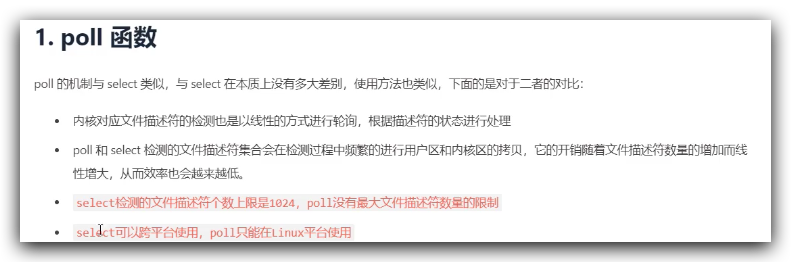 1. poll 函数
poll 的机制与 select 类似，与 select 在本质上没有多大差别，使用方法也类似，下面的是对于二者的对比：
内核对应文件描述符的检测也是以线性的方式进行轮询，根据描述符的状态进行处理
poll 和 select 检测的文件描述符集合会在检测过程中频繁的进行用户区和内核区的拷贝，它的开销随着文件描述符数量的增加而线
性增大，从而效率也会越来越低。
select检测的文件描述符个数上限是1024，poll没有最大文件描述符数量的限制
select可以跨平台使用，poll只能在Linux平台使用